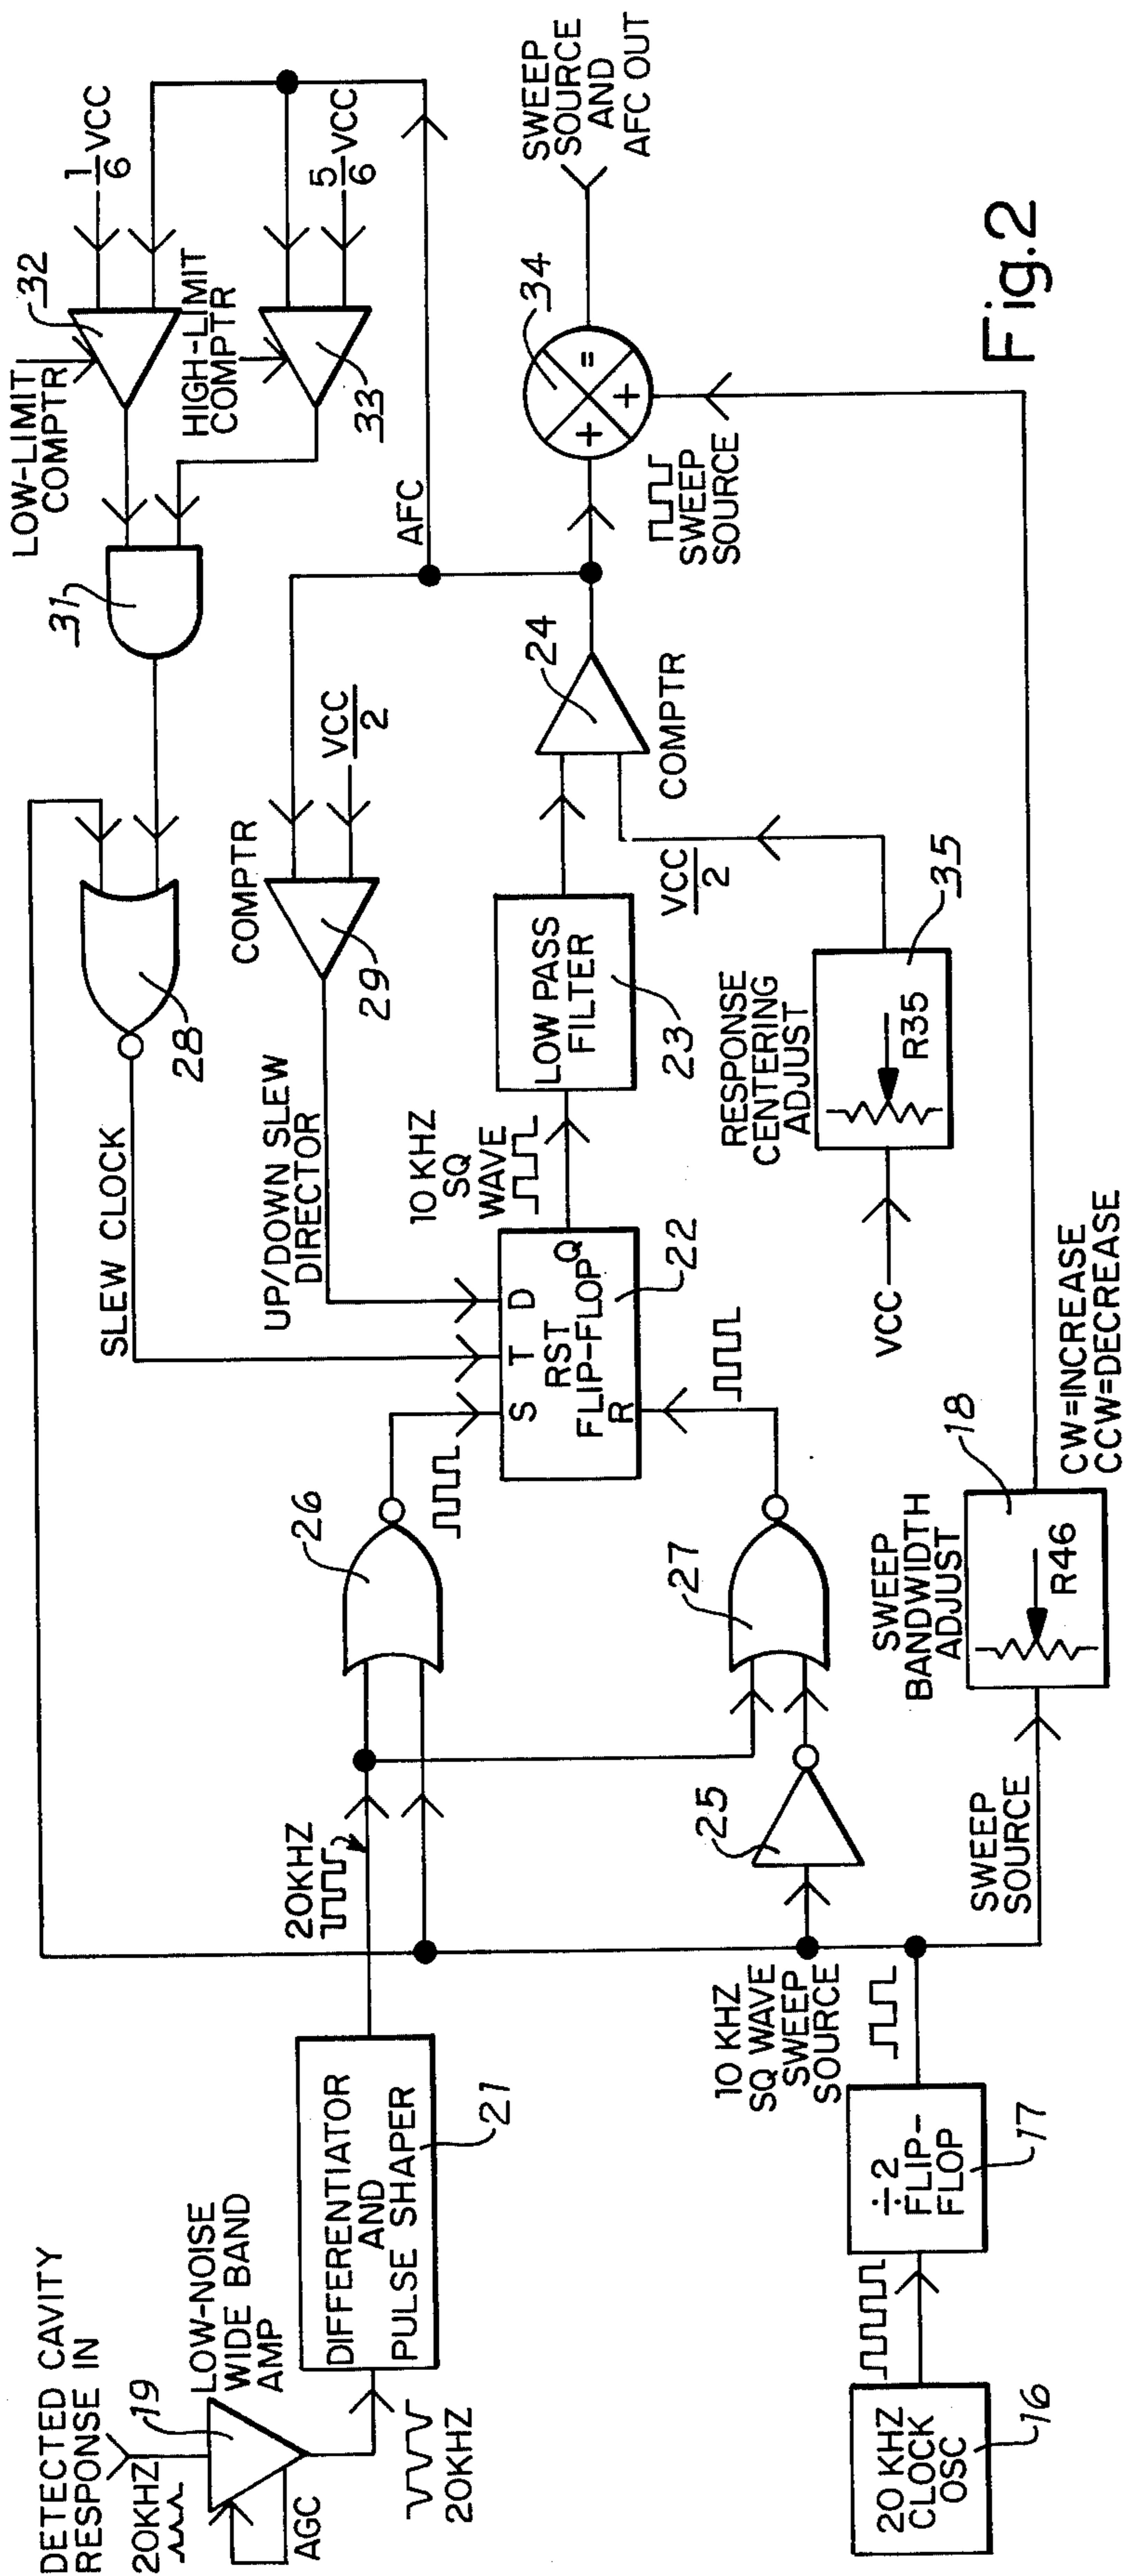 DETECTED CAVITY
RESPONSE IN
20KHZ
19
LOW-NOISE
WIDE BAND
AMP
AGC
20KHZ
DIFFERENTIATOR
AND
PULSE SHAPER
21
20KHZ
20 KHZ
CLOCK
OSC
16
÷2
FLIP-
FLOP
17
10 KHZ
SQ WAVE
SWEEP
SOURCE
25
26
27
SWEEP
SOURCE
SWEEP
BANDWIDTH
ADJUST
R46
18
CW=INCREASE
CCW=DECREASE
S T D
RST
FLIP-FLOP
Q
R
22
SLEW CLOCK
UP/DOWN SLEW
DIRECTOR
10 KHZ
SQ
WAVE
LOW PASS
FILTER
23
VCC
RESPONSE
CENTERING
ADJUST
R35
35
VCC
2
28
COMPTR
29
VCC
2
24
COMPTR
31
LOW-LIMIT
COMPTR
32
1
6
VCC
HIGH-LIMIT
COMPTR
33
5
6
VCC
AFC
SWEEP
SOURCE
34
+
+
=
SWEEP
SOURCE
AND
AFC OUT
Fig.2